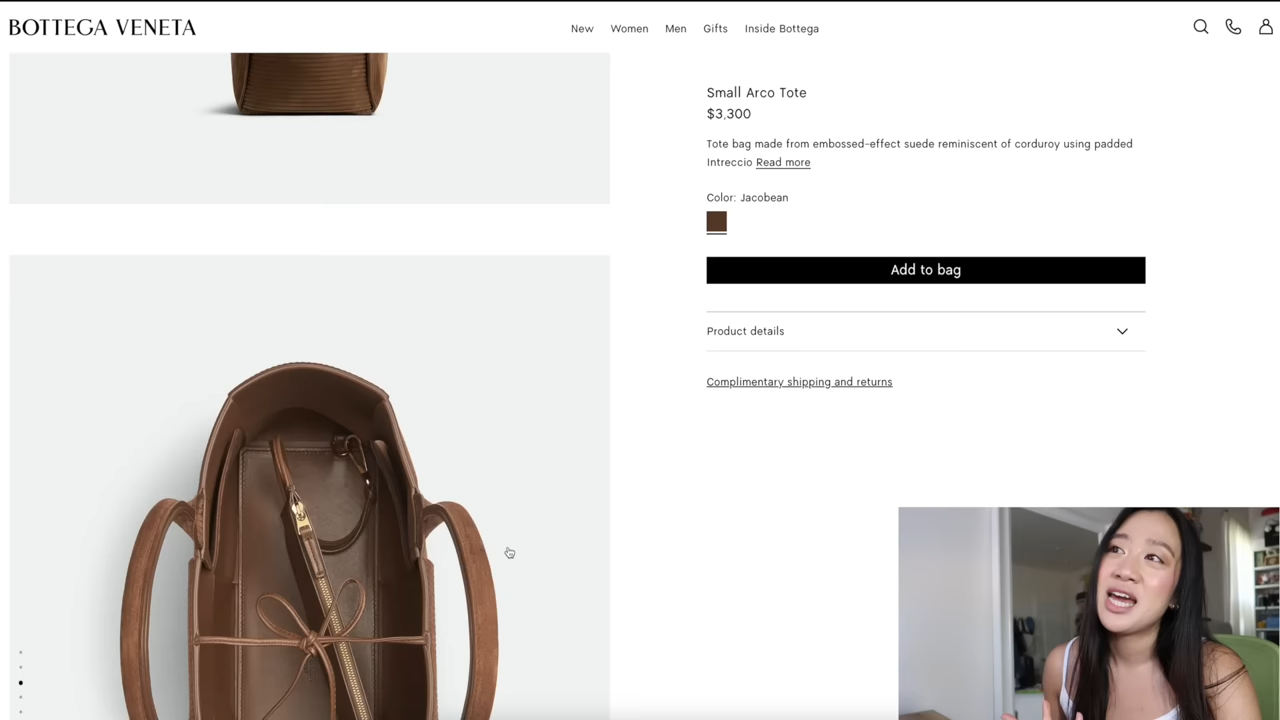 BOTTEGA VENETA
New Women Men Gifts Inside Bottega
Small Arco Tote
$3,300
Tote bag made from embossed-effect suede reminiscent of corduroy using padded
Intreccio Read more
Color: Jacobean
Add to bag
Product details
Complimentary shipping and returns